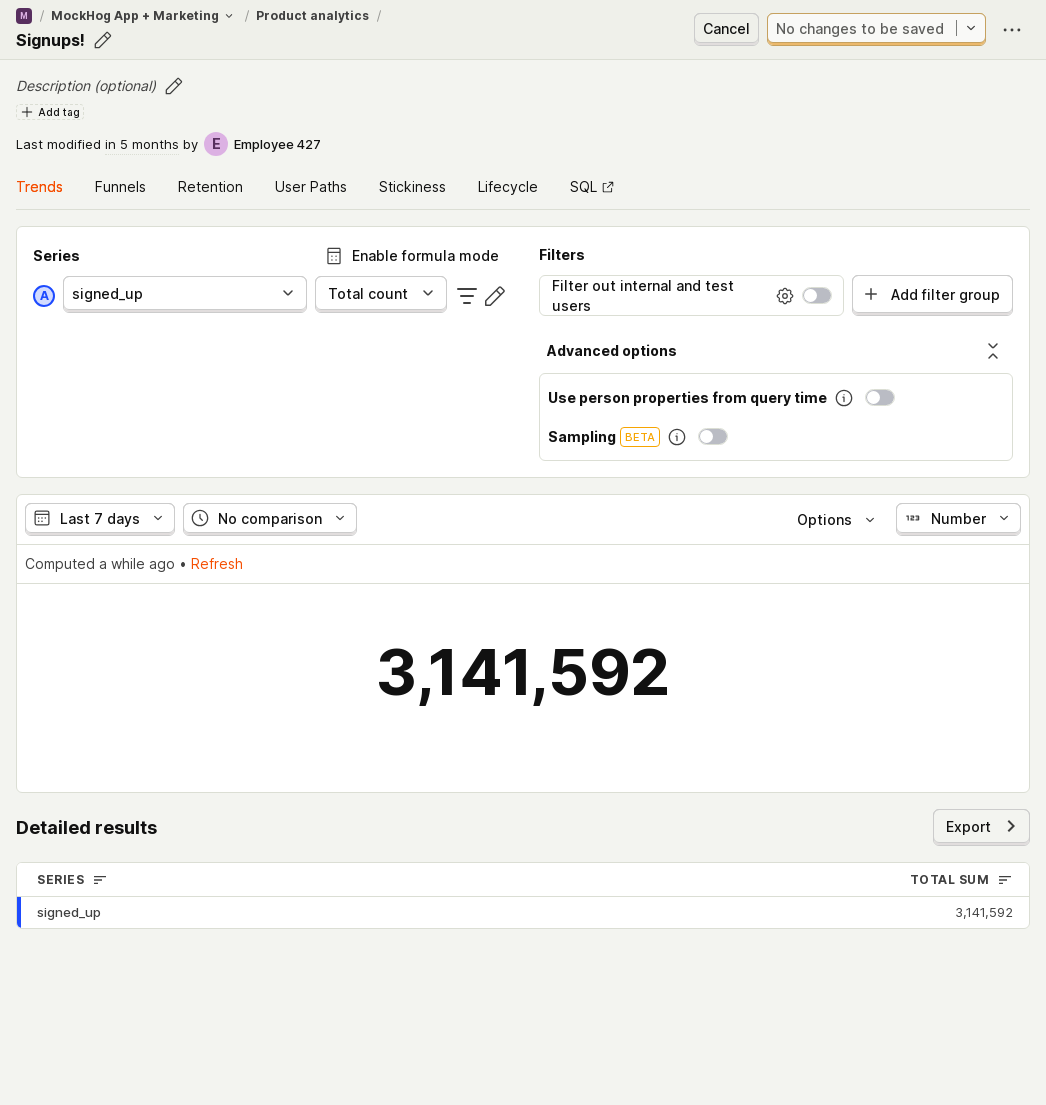 M / MockHog App + Marketing / Product analytics /
Signups!
Cancel
No changes to be saved
Description (optional)
Add tag
Last modified in 5 months by E Employee 427
Trends Funnels Retention User Paths Stickiness Lifecycle SQL
Series
Enable formula mode
A signed_up Total count
Filters
Filter out internal and test
users
Add filter group
Advanced options
Use person properties from query time
Sampling BETA
Last 7 days No comparison Options 123 Number
Computed a while ago • Refresh
3,141,592
Detailed results
Export
SERIES TOTAL SUM
signed_up 3,141,592